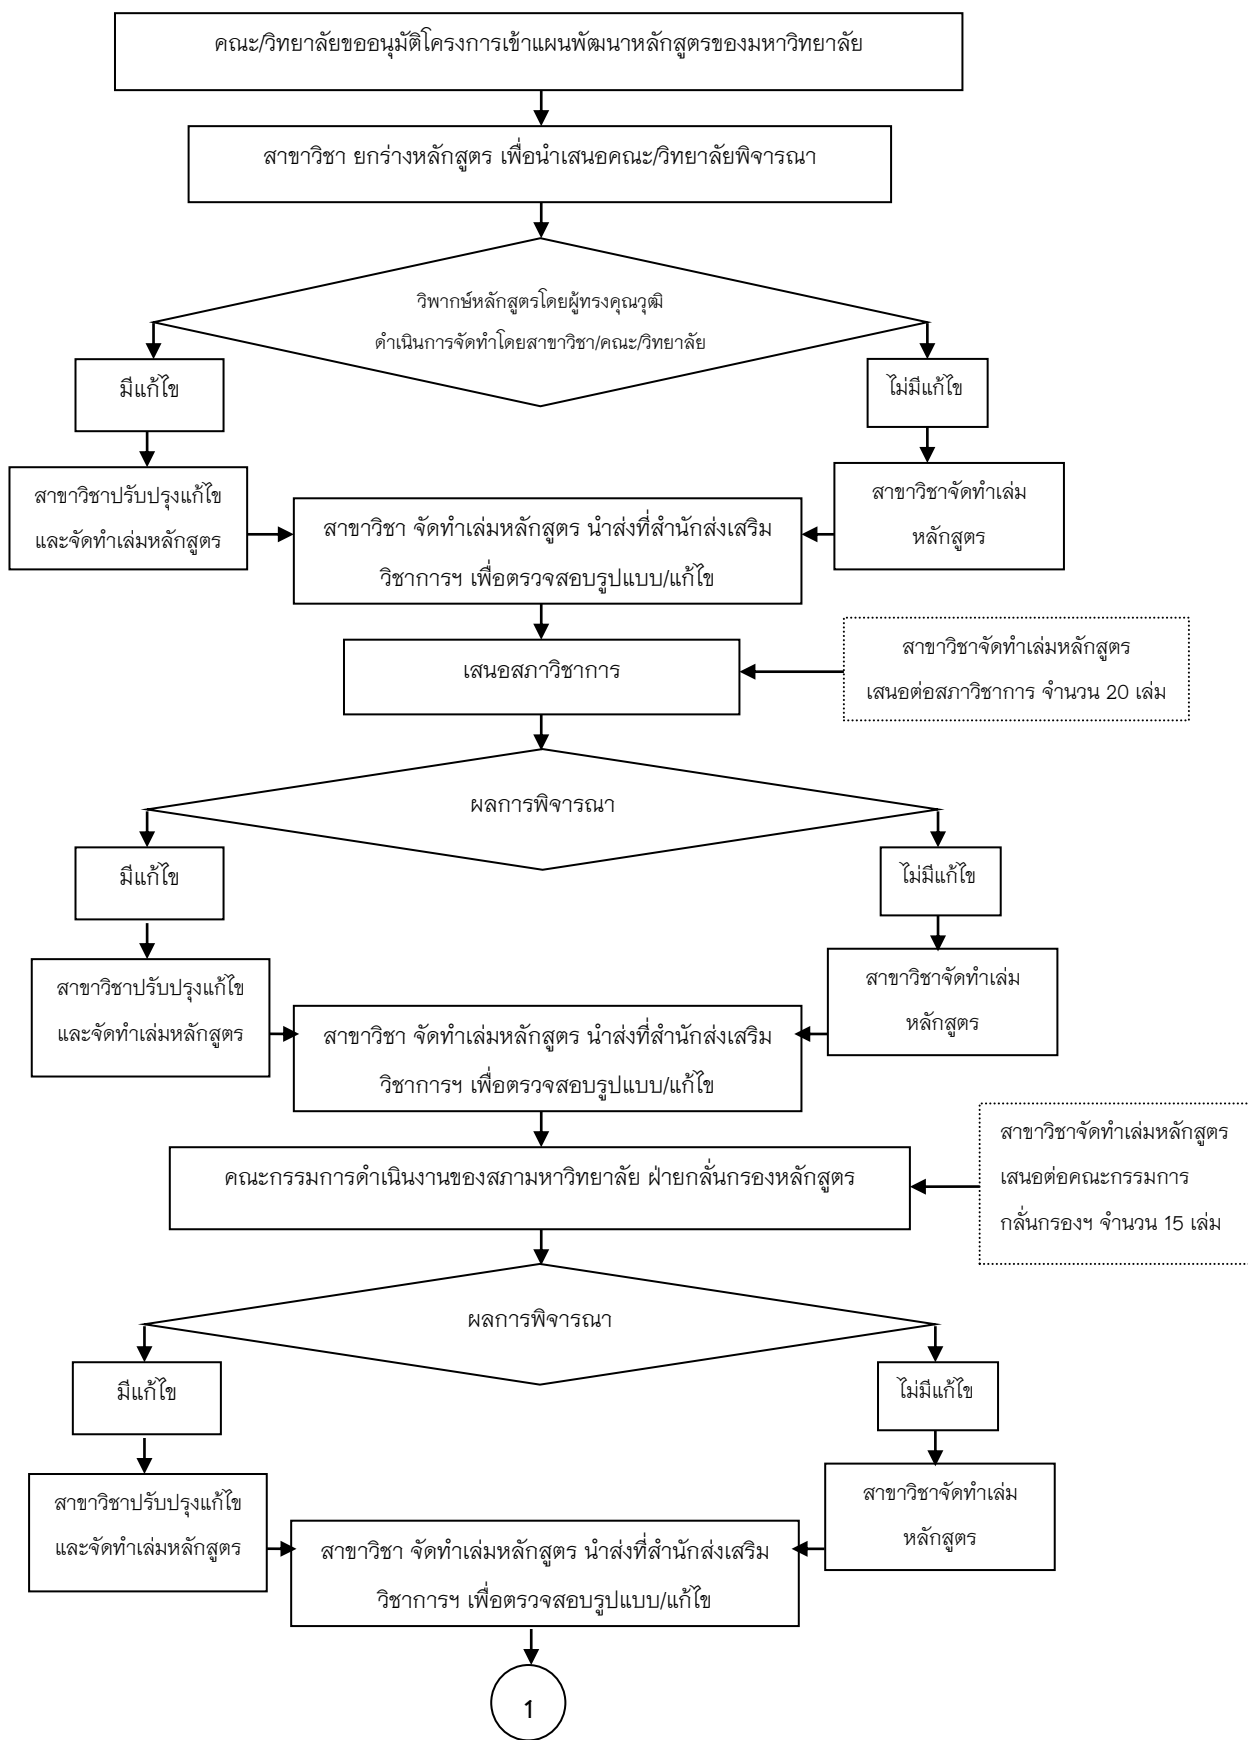 คณะ/วิทยาลัยขออนุมัติโครงการเข้าแผนพัฒนาหลักสูตรของมหาวิทยาลัย
สาขาวิชา ยกร่างหลักสูตร เพื่อนำเสนอคณะ/วิทยาลัยพิจารณา
วิพากษ์หลักสูตรโดยผู้ทรงคุณวุฒิ
ดำเนินการจัดทำโดยสาขาวิชา/คณะ/วิทยาลัย
มีแก้ไข
ไม่มีแก้ไข
สาขาวิชาปรับปรุงแก้ไข
และจัดทำเล่มหลักสูตร
สาขาวิชา จัดทำเล่มหลักสูตร นำส่งที่สำนักส่งเสริม
วิชาการฯ เพื่อตรวจสอบรูปแบบ/แก้ไข
สาขาวิชาจัดทำเล่ม
หลักสูตร
เสนอสภาวิชาการ
สาขาวิชาจัดทำเล่มหลักสูตร
เสนอต่อสภาวิชาการ จำนวน 20 เล่ม
ผลการพิจารณา
มีแก้ไข
ไม่มีแก้ไข
สาขาวิชาปรับปรุงแก้ไข
และจัดทำเล่มหลักสูตร
สาขาวิชา จัดทำเล่มหลักสูตร นำส่งที่สำนักส่งเสริม
วิชาการฯ เพื่อตรวจสอบรูปแบบ/แก้ไข
สาขาวิชาจัดทำเล่ม
หลักสูตร
คณะกรรมการดำเนินงานของสภามหาวิทยาลัย ฝ่ายกลั่นกรองหลักสูตร
สาขาวิชาจัดทำเล่มหลักสูตร
เสนอต่อคณะกรรมการ
กลั่นกรองฯ จำนวน 15 เล่ม
ผลการพิจารณา
มีแก้ไข
ไม่มีแก้ไข
สาขาวิชาปรับปรุงแก้ไข
และจัดทำเล่มหลักสูตร
สาขาวิชา จัดทำเล่มหลักสูตร นำส่งที่สำนักส่งเสริม
วิชาการฯ เพื่อตรวจสอบรูปแบบ/แก้ไข
สาขาวิชาจัดทำเล่ม
หลักสูตร
1